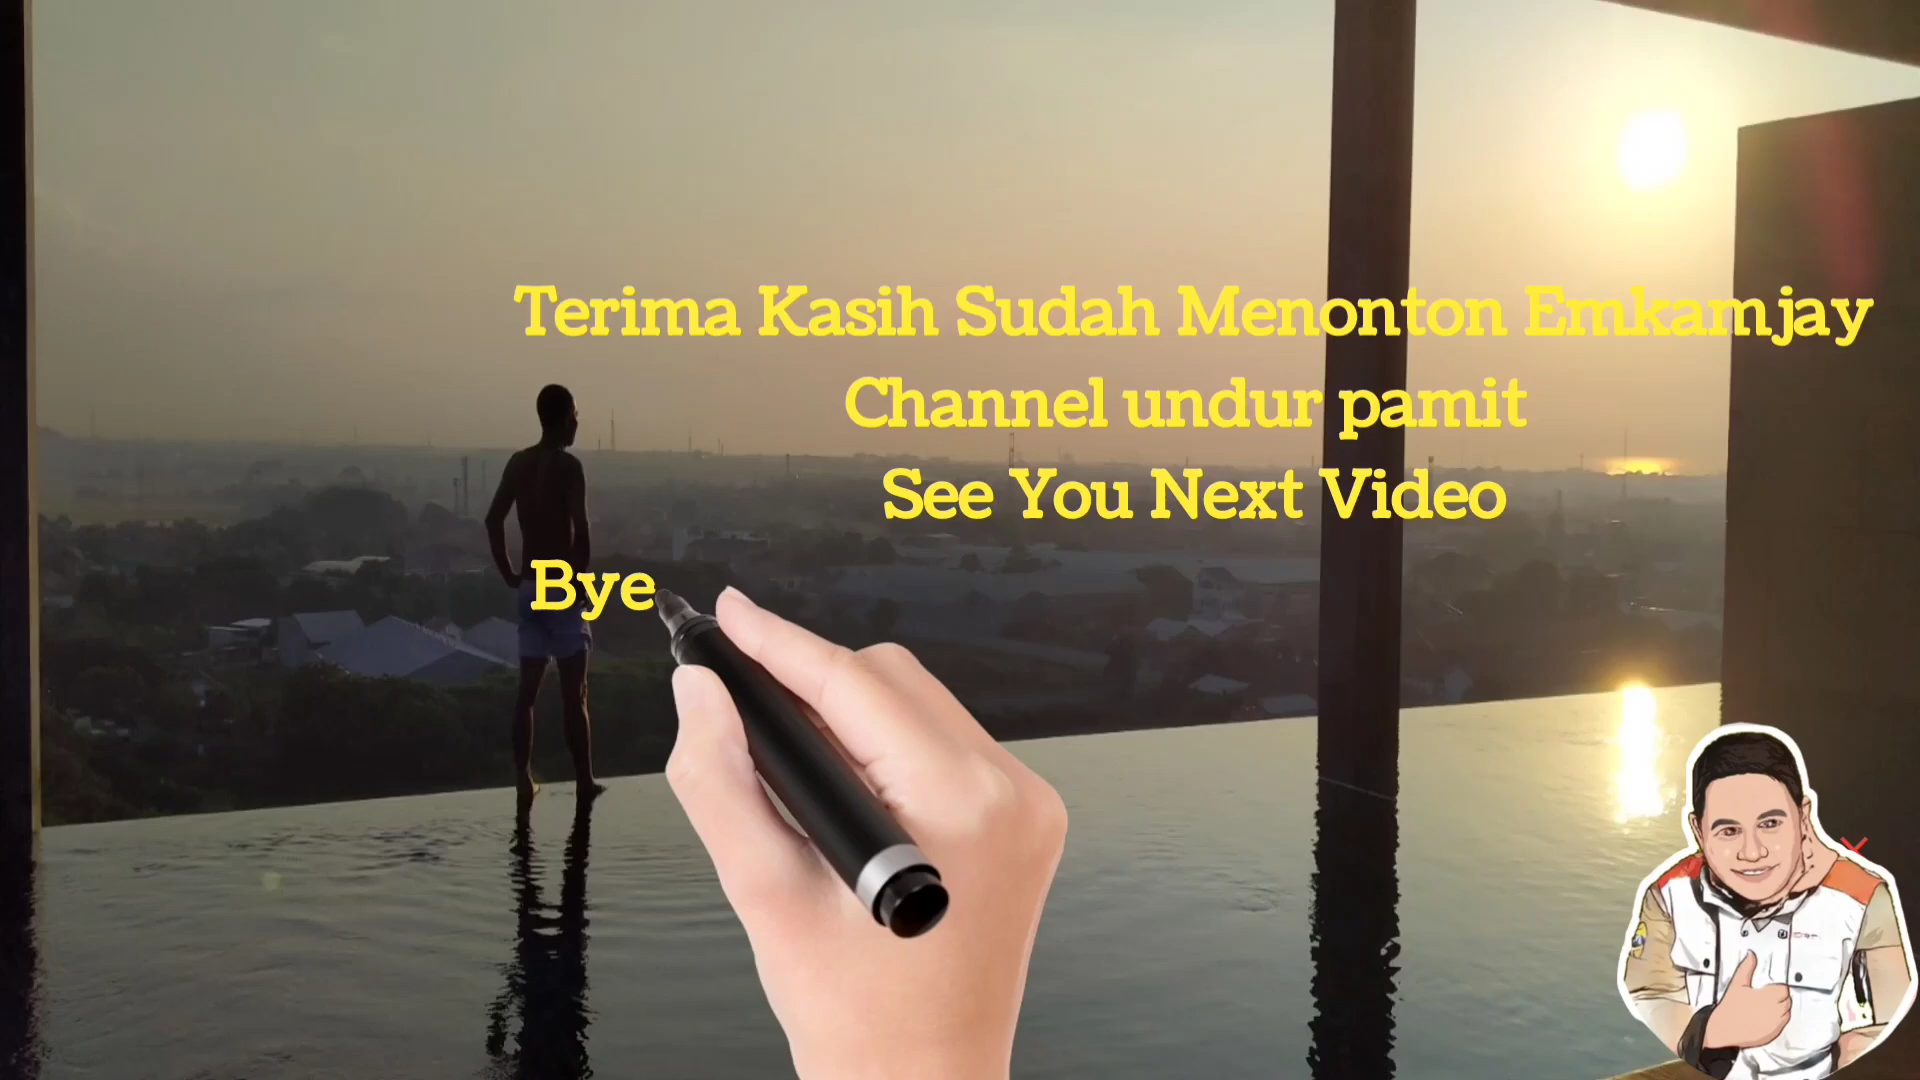 Terima Kasih Sudah Menonton Emkamjay
Channel undur pamit
See You Next Video
Bye